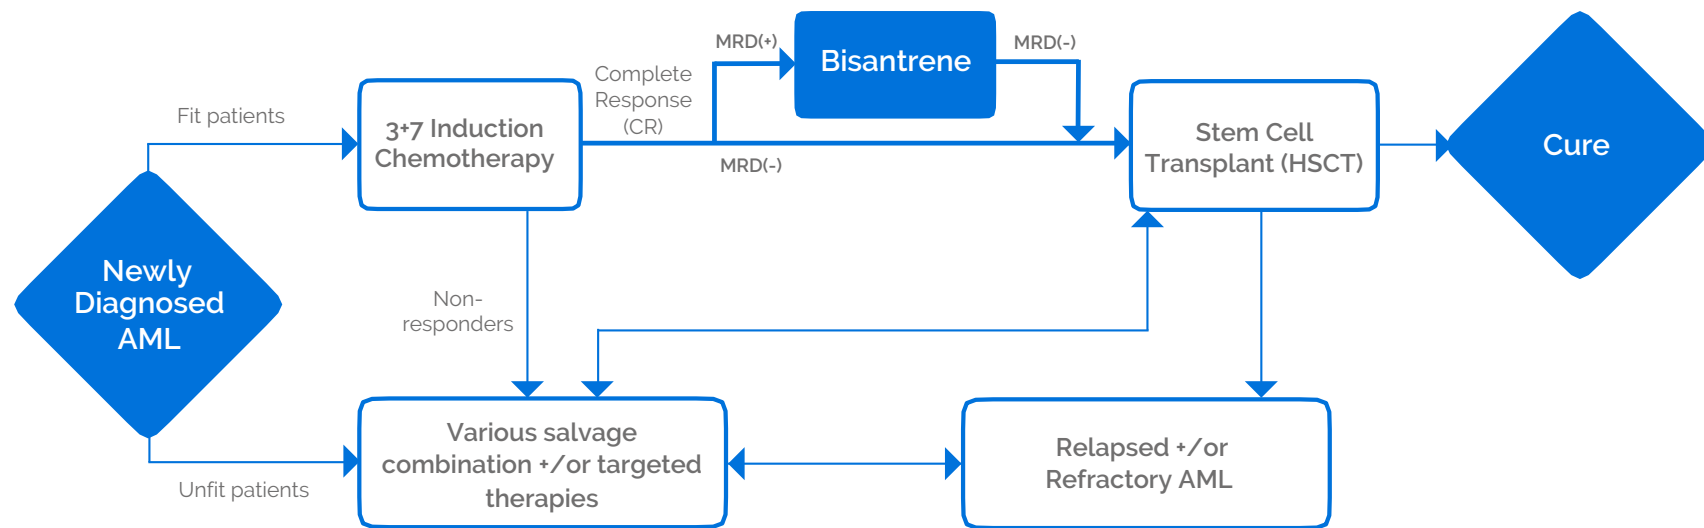 MRD(+)
MRD(-)
Bisantrene
Complete
Response
(CR)
Fit patients
3+7 Induction
Chemotherapy
MRD(-)
Stem Cell
Transplant (HSCT)
Cure
Newly
Diagnosed
AML
Non-
responders
Various salvage
combination +/or targeted
therapies
Relapsed +/or
Refractory AML
Unfit patients